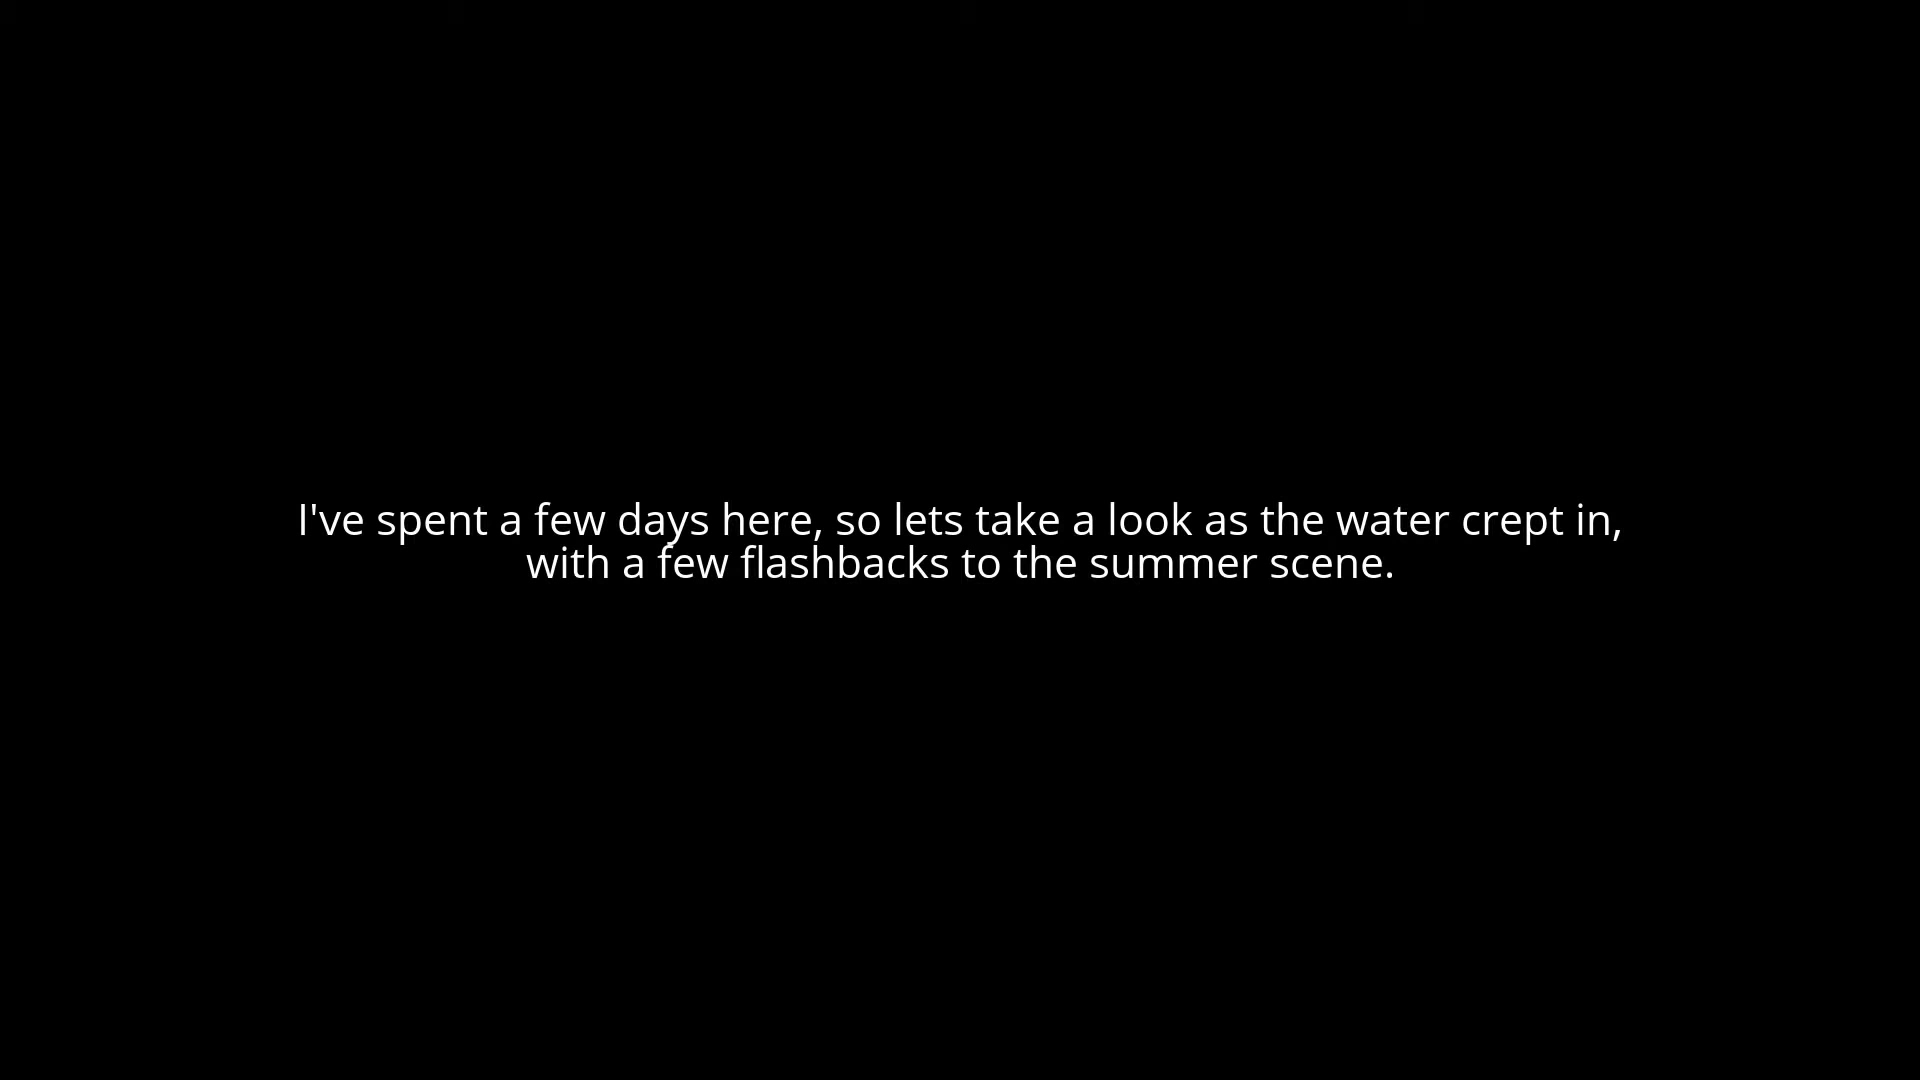 I've spent a few days here, so lets take a look as the water crept in,
with a few flashbacks to the summer scene.